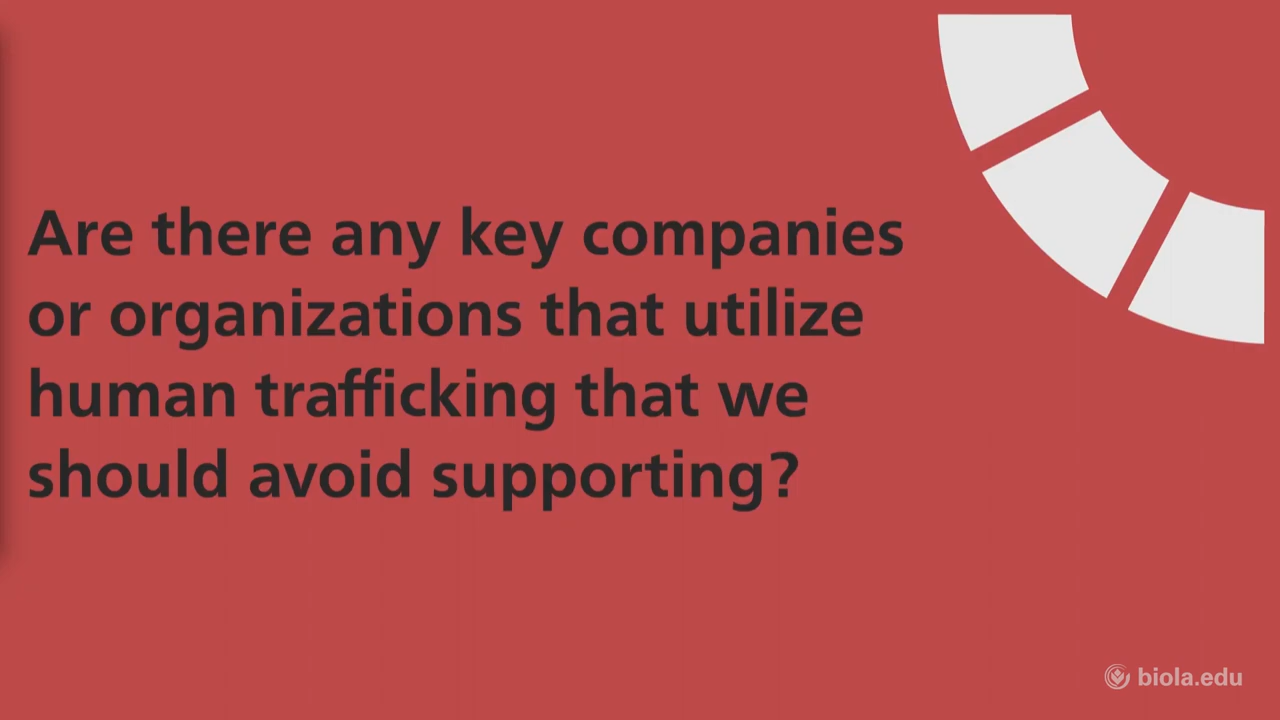 Are there any key companies
or organizations that utilize
human trafficking that we
should avoid supporting?
biola.edu